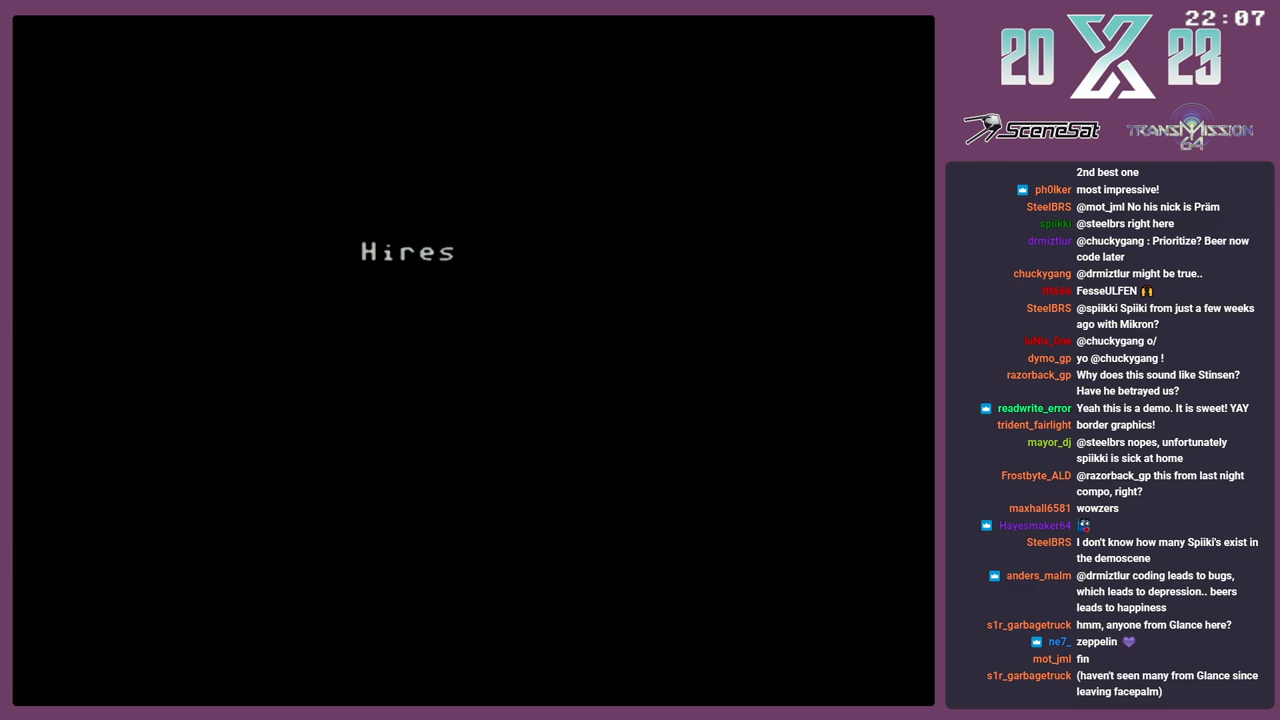 Hires
20 X 23
22:07
SCENESAT
TRANSMISSION
64
2nd best one
ph0lker most impressive!
SteelBRS @mot_jml No his nick is Präm
spiikki @steelbrs right here
drmiztlur @chuckygang : Prioritize? Beer now
code later
chuckygang @drmiztlur might be true..
FesseULFEN
SteelBRS @spiikki Spiiki from just a few weeks
ago with Mikron?
@chuckygang o/
dymo_gp yo @chuckygang !
razorback_gp Why does this sound like Stinsen?
Have he betrayed us?
readwrite_error Yeah this is a demo. It is sweet! YAY
trident_fairlight border graphics!
mayor_dj @steelbrs nopes, unfortunately
spiikki is sick at home
Frostbyte_ALD @razorback_gp this from last night
compo, right?
maxhall6581 wowzers
Hayesmaker64
SteelBRS I don't know how many Spiiki's exist in
the demoscene
anders_malm @drmiztlur coding leads to bugs,
which leads to depression.. beers
leads to happiness
s1r_garbagetruck hmm, anyone from Glance here?
ne7_ zeppelin
mot_jml fin
s1r_garbagetruck (haven't seen many from Glance since
leaving facepalm)